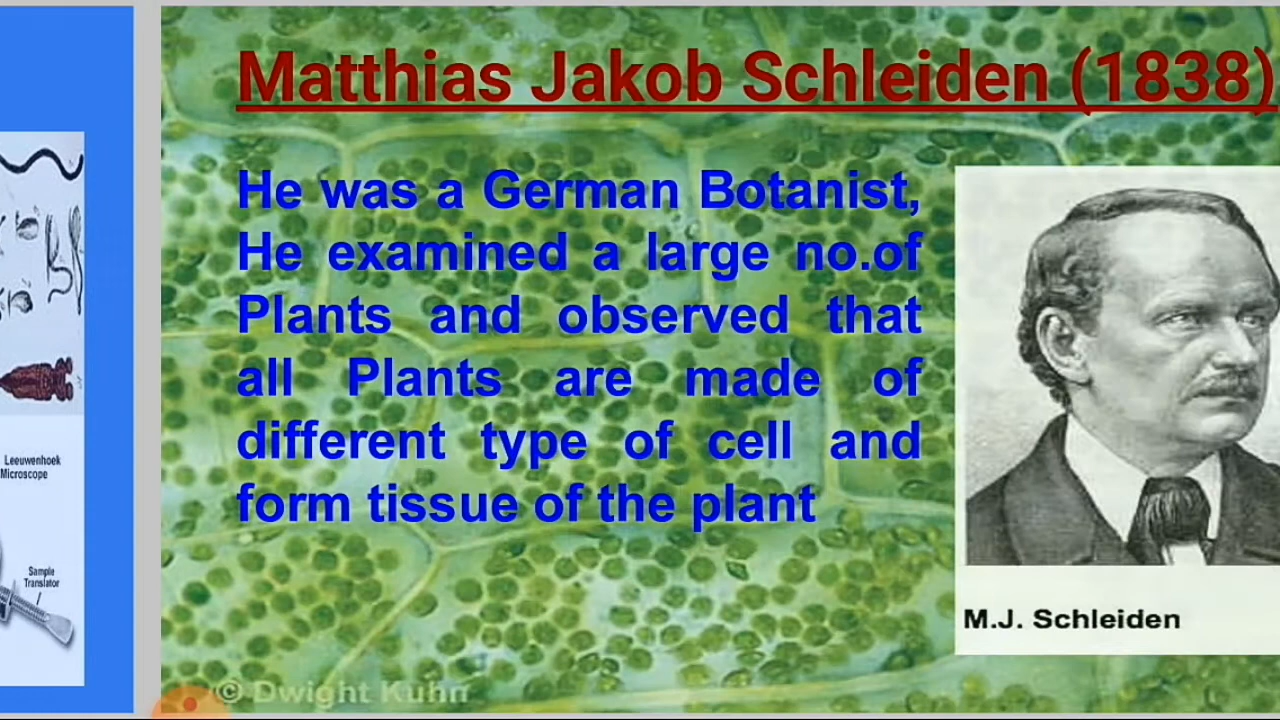 Matthias Jakob Schleiden (1838)
He was a German Botanist,
He examined a large no.of
Plants and observed that
all Plants are made of
different type of cell and
form tissue of the plant
M.J. Schleiden
Leeuwenhoek
Microscope
Sample
Translator
© Dwight Kuhn